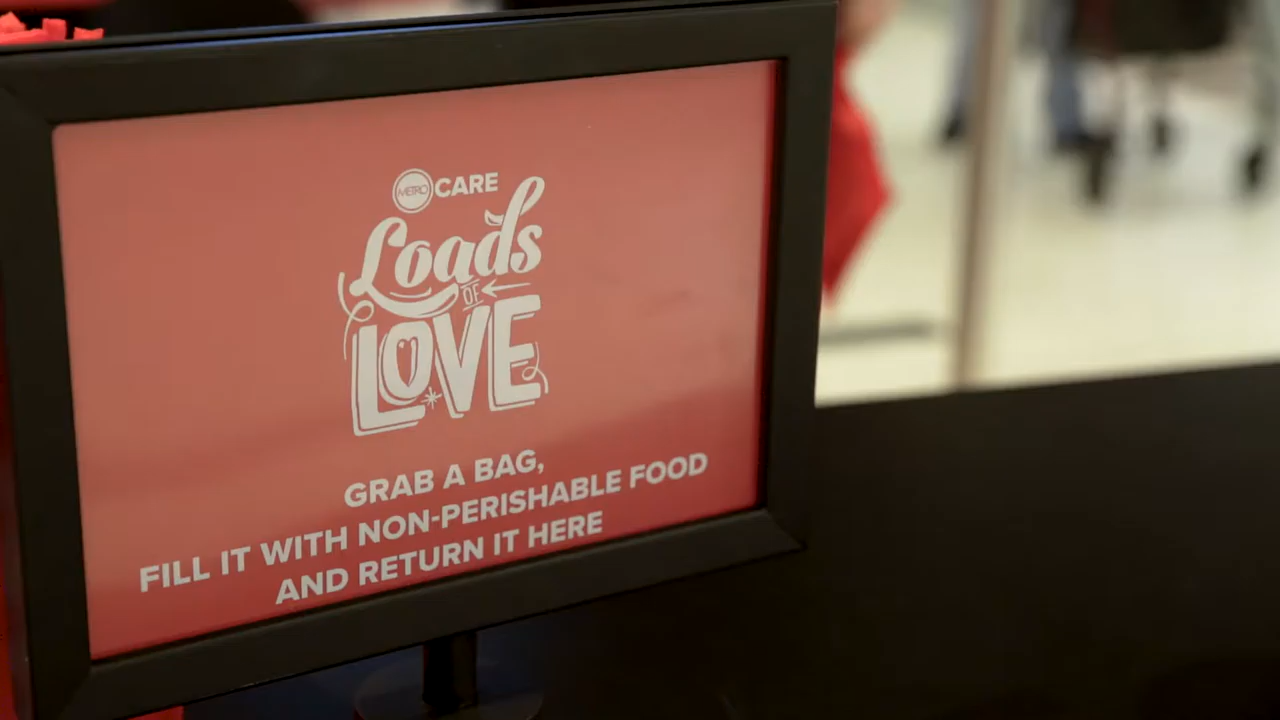 METRO CARE
Loads
OF
LOVE
GRAB A BAG,
FILL IT WITH NON-PERISHABLE FOOD
AND RETURN IT HERE